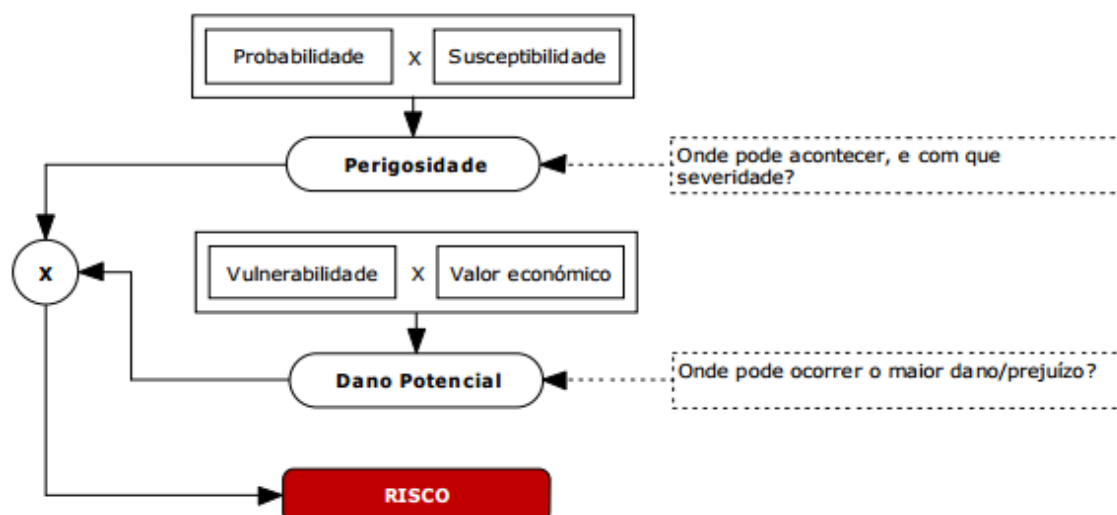 Probabilidade x Susceptibilidade
Perigosidade
Onde pode acontecer, e com que
severidade?
x
Vulnerabilidade x Valor económico
Dano Potencial
Onde pode ocorrer o maior dano/prejuízo?
RISCO